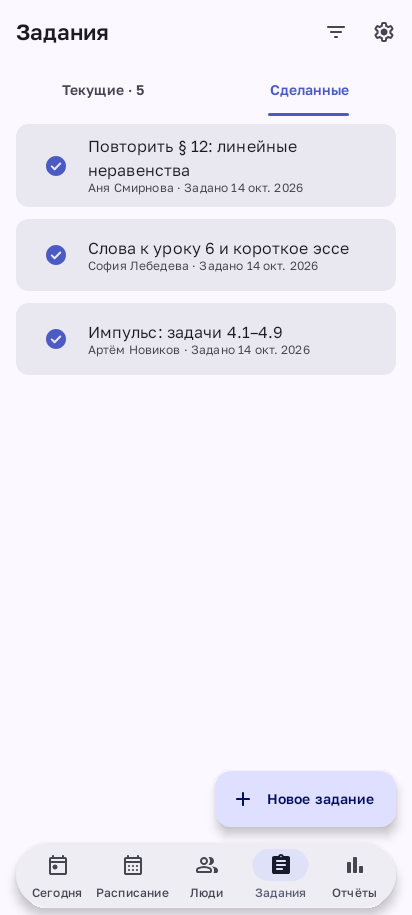 Задания
Текущие · 5
Сделанные
Повторить § 12: линейные
неравенства
Аня Смирнова · Задано 14 окт. 2026
Слова к уроку 6 и короткое эссе
София Лебедева · Задано 14 окт. 2026
Импульс: задачи 4.1–4.9
Артём Новиков · Задано 14 окт. 2026
Новое задание
Сегодня
Расписание
Люди
Задания
Отчёты